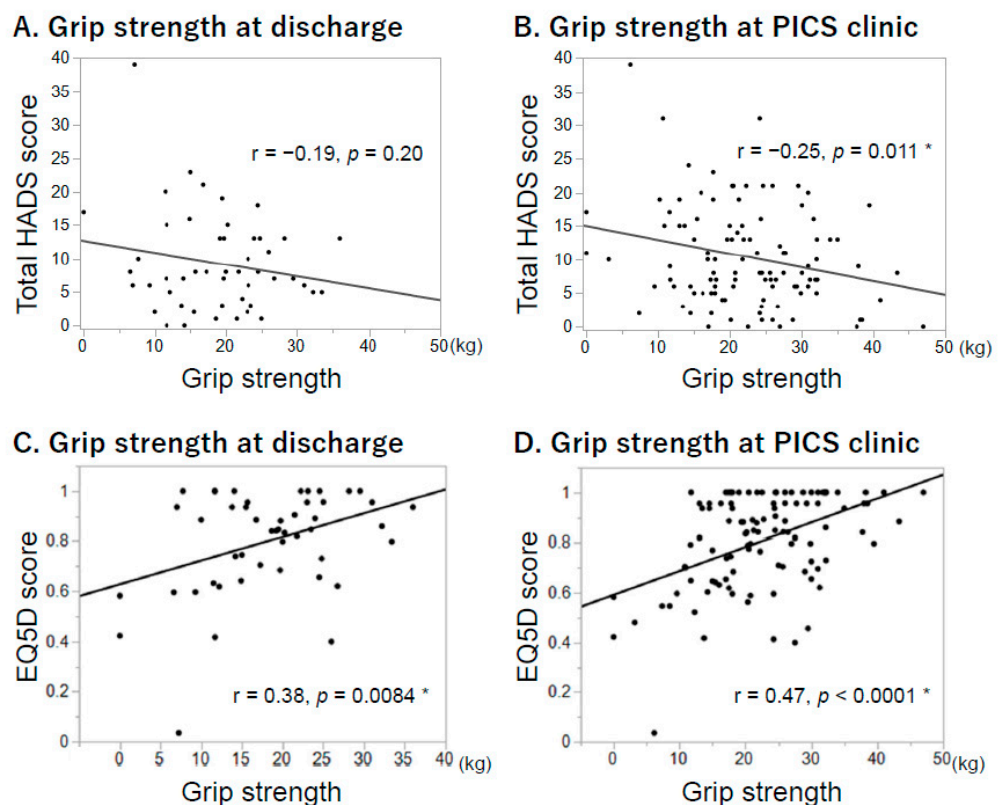 A. Grip strength at discharge
Total HADS score
40
35
30
25
20
15
10
5
0
r = −0.19, p = 0.20
0 10 20 30 40 50 (kg)
Grip strength
B. Grip strength at PICS clinic
Total HADS score
40
35
30
25
20
15
10
5
0
r = −0.25, p = 0.011 *
0 10 20 30 40 50 (kg)
Grip strength
C. Grip strength at discharge
EQ5D score
1
0.8
0.6
0.4
0.2
0
r = 0.38, p = 0.0084 *
0 5 10 15 20 25 30 35 40 (kg)
Grip strength
D. Grip strength at PICS clinic
EQ5D score
1
0.8
0.6
0.4
0.2
0
r = 0.47, p < 0.0001 *
0 10 20 30 40 50 (kg)
Grip strength